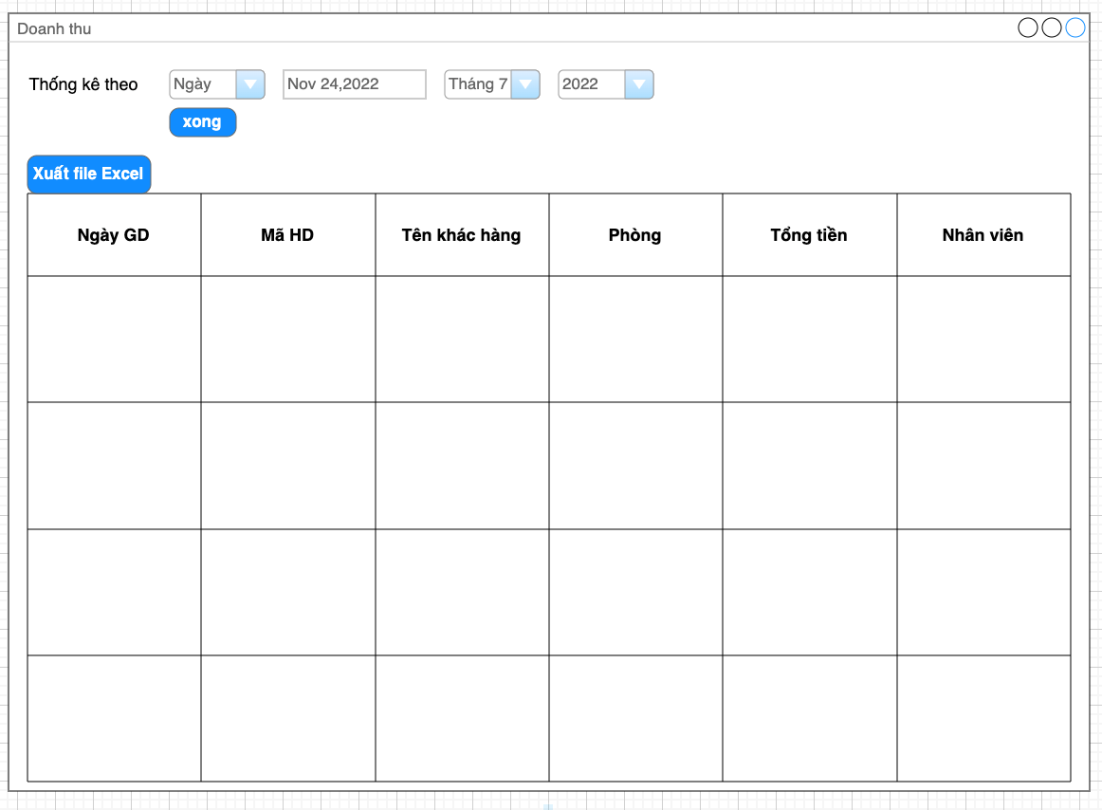 Doanh thu
Thống kê theo Ngày Nov 24,2022 Tháng 7 2022
xong
Xuất file Excel
Ngày GD Mã HD Tên khác hàng Phòng Tổng tiền Nhân viên